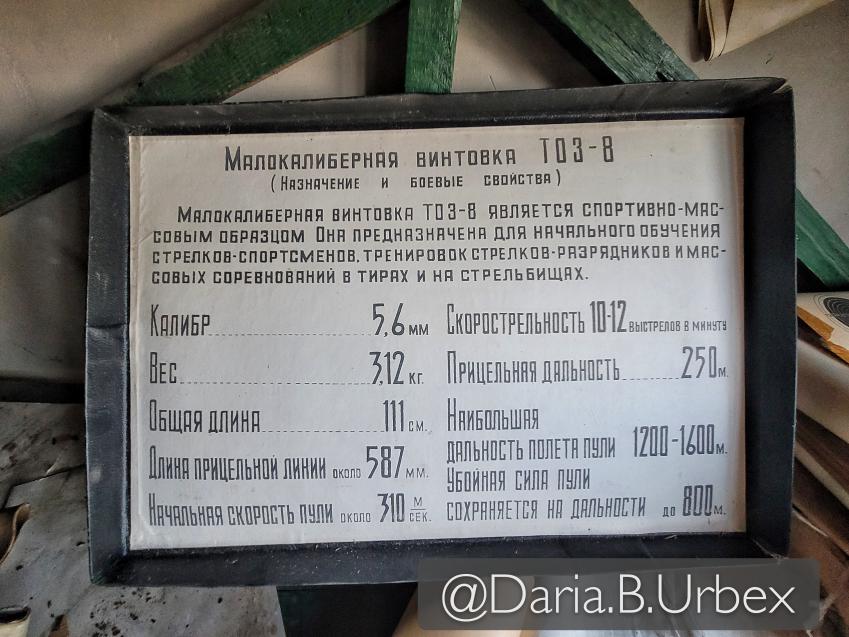 МАЛОКАЛИБЕРНАЯ ВИНТОВКА ТОЗ-8
(НАЗНАЧЕНИЕ И БОЕВЫЕ СВОЙСТВА)
МАЛОКАЛИБЕРНАЯ ВИНТОВКА ТОЗ-8 ЯВЛЯЕТСЯ СПОРТИВНО-МАС-
СОВЫМ ОБРАЗЦОМ. ОНА ПРЕДНАЗНАЧЕНА ДЛЯ НАЧАЛЬНОГО ОБУЧЕНИЯ
СТРЕЛКОВ-СПОРТСМЕНОВ, ТРЕНИРОВОК СТРЕЛКОВ-РАЗРЯДНИКОВ И МАС-
СОВЫХ СОРЕВНОВАНИЙ В ТИРАХ И НА СТРЕЛЬБИЩАХ.
КАЛИБР 5,6 ММ
ВЕС 3,12 КГ.
ОБЩАЯ ДЛИНА 111 СМ.
ДЛИНА ПРИЦЕЛЬНОЙ ЛИНИИ ОКОЛО 587 ММ.
НАЧАЛЬНАЯ СКОРОСТЬ ПУЛИ ОКОЛО 310 М/СЕК.
СКОРОСТРЕЛЬНОСТЬ 10-12 ВЫСТРЕЛОВ В МИНУТУ
ПРИЦЕЛЬНАЯ ДАЛЬНОСТЬ 250 М.
НАИБОЛЬШАЯ
ДАЛЬНОСТЬ ПОЛЕТА ПУЛИ 1200-1600 М.
УБОЙНАЯ СИЛА ПУЛИ
СОХРАНЯЕТСЯ НА ДАЛЬНОСТИ ДО 800 М.
@Daria.B.Urbex